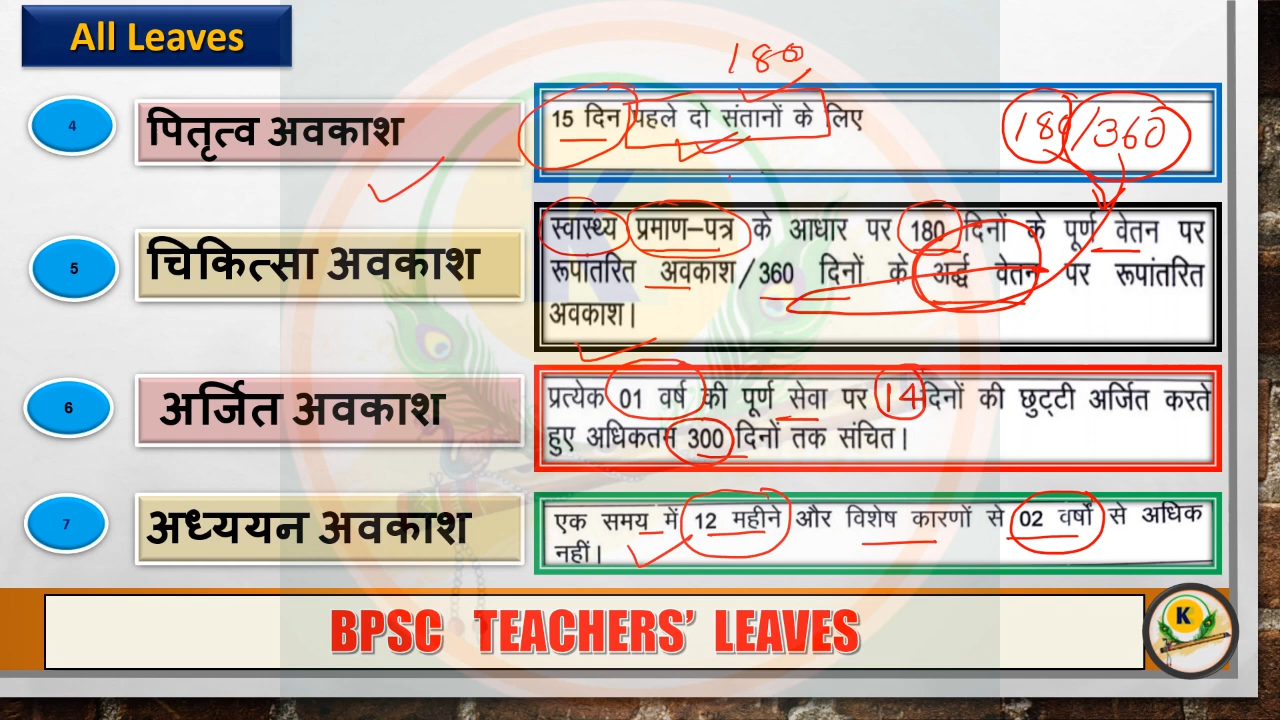 All Leaves
180
4
पितृत्व अवकाश
15 दिन पहले दो संतानों के लिए
180/360
5
चिकित्सा अवकाश
स्वास्थ्य प्रमाण–पत्र के आधार पर 180 दिनों के पूर्ण वेतन पर
रूपांतरित अवकाश/360 दिनों के अर्द्ध वेतन पर रूपांतरित
अवकाश।
6
अर्जित अवकाश
प्रत्येक 01 वर्ष की पूर्ण सेवा पर 14 दिनों की छुट्टी अर्जित करते
हुए अधिकतम 300 दिनों तक संचित।
7
अध्ययन अवकाश
एक समय में 12 महीने और विशेष कारणों से 02 वर्षों से अधिक
नहीं।
BPSC TEACHERS' LEAVES
K